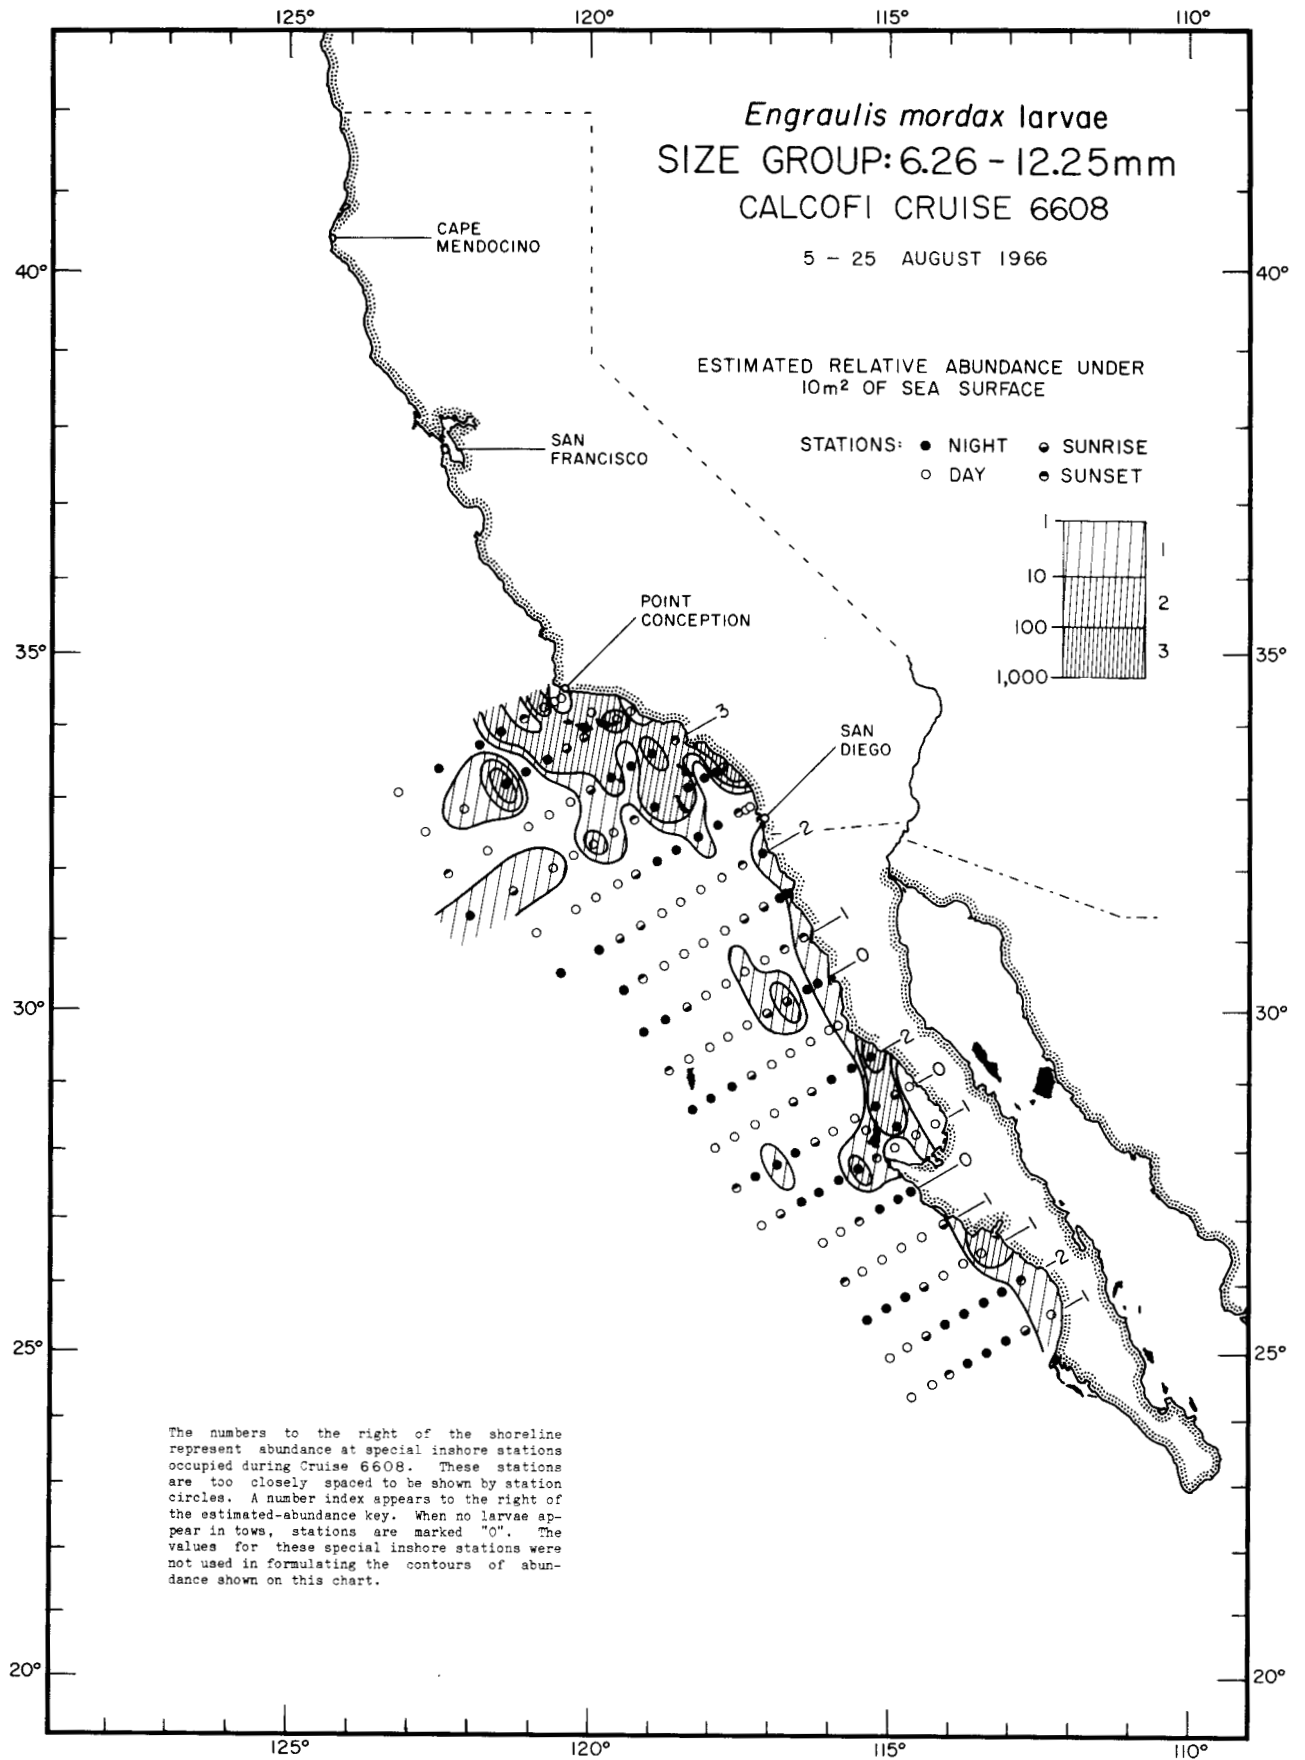 125° 120° 115° 110°
Engraulis mordax larvae
SIZE GROUP: 6.26 - 12.25mm
CALCOFI CRUISE 6608
5 - 25 AUGUST 1966
CAPE
MENDOCINO
40° 40°
ESTIMATED RELATIVE ABUNDANCE UNDER
10m² OF SEA SURFACE
STATIONS: ● NIGHT ◒ SUNRISE
○ DAY ◓ SUNSET
SAN
FRANCISCO
1
1
10
2
100
3
1,000
POINT
CONCEPTION
35° 35°
3
SAN
DIEGO
2
1
0
30° 30°
2
0
1
0
1
1
2
1
25° 25°
The numbers to the right of the shoreline
represent abundance at special inshore stations
occupied during Cruise 6608. These stations
are too closely spaced to be shown by station
circles. A number index appears to the right of
the estimated-abundance key. When no larvae ap-
pear in tows, stations are marked "0". The
values for these special inshore stations were
not used in formulating the contours of abun-
dance shown on this chart.
20° 20°
125° 120° 115° 110°